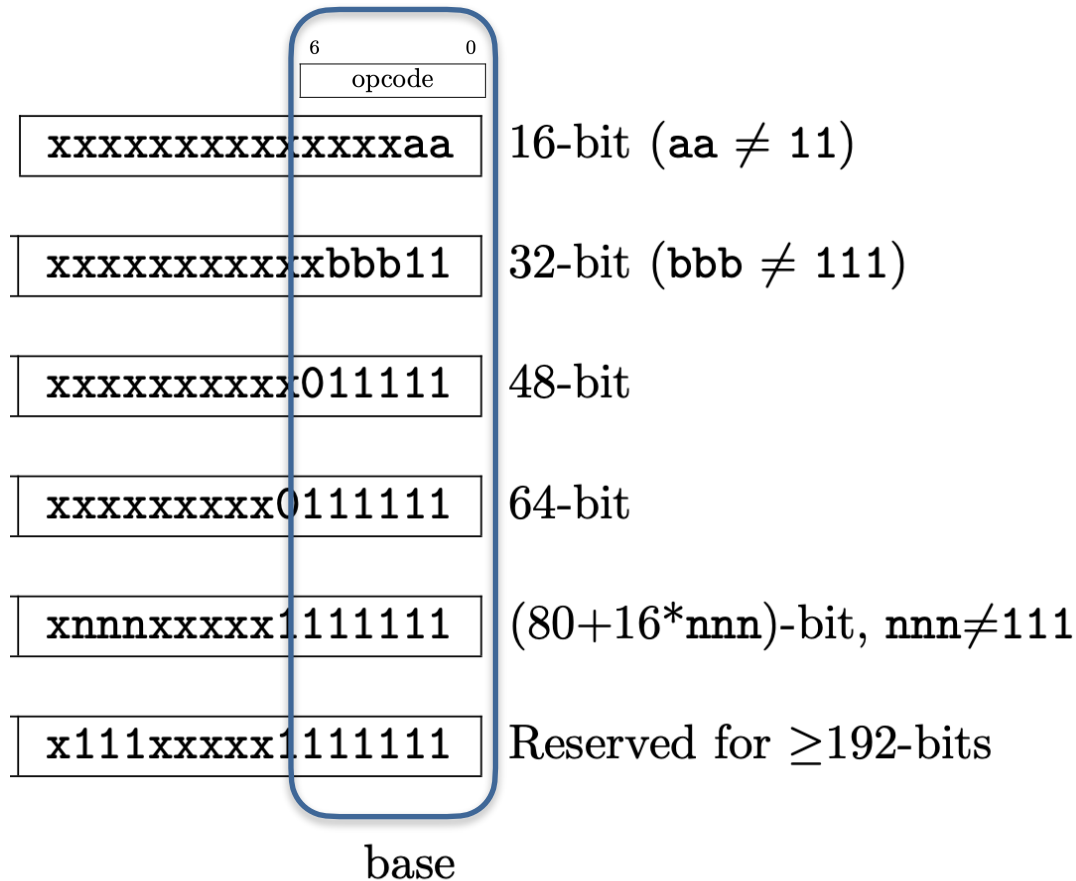 6 0
opcode
xxxxxxxxxxxxxxaa 16-bit (aa ≠ 11)
xxxxxxxxxxxbbb11 32-bit (bbb ≠ 111)
xxxxxxxxxx011111 48-bit
xxxxxxxxx0111111 64-bit
xnnnxxxxx1111111 (80+16*nnn)-bit, nnn≠111
x111xxxxx1111111 Reserved for ≥192-bits
base